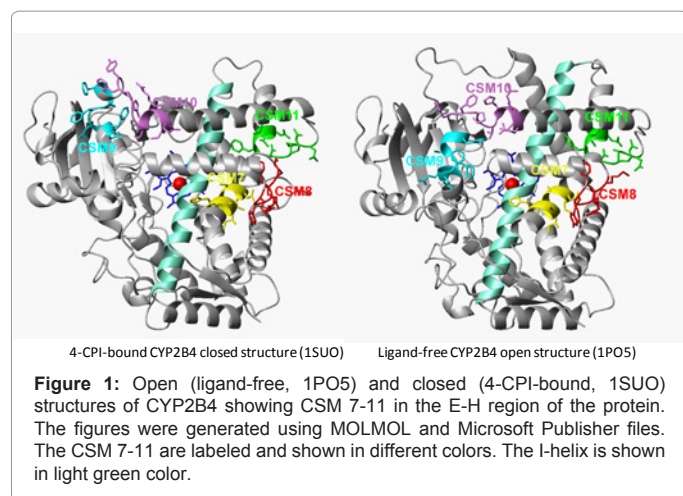 CSM10
CSM11
CSM9
CSM7
CSM8
CSM10
CSM11
CSM9
CSM7
CSM8
4-CPI-bound CYP2B4 closed structure (1SUO)
Ligand-free CYP2B4 open structure (1PO5)
Figure 1: Open (ligand-free, 1PO5) and closed (4-CPI-bound, 1SUO)
structures of CYP2B4 showing CSM 7-11 in the E-H region of the protein.
The figures were generated using MOLMOL and Microsoft Publisher files.
The CSM 7-11 are labeled and shown in different colors. The I-helix is shown
in light green color.